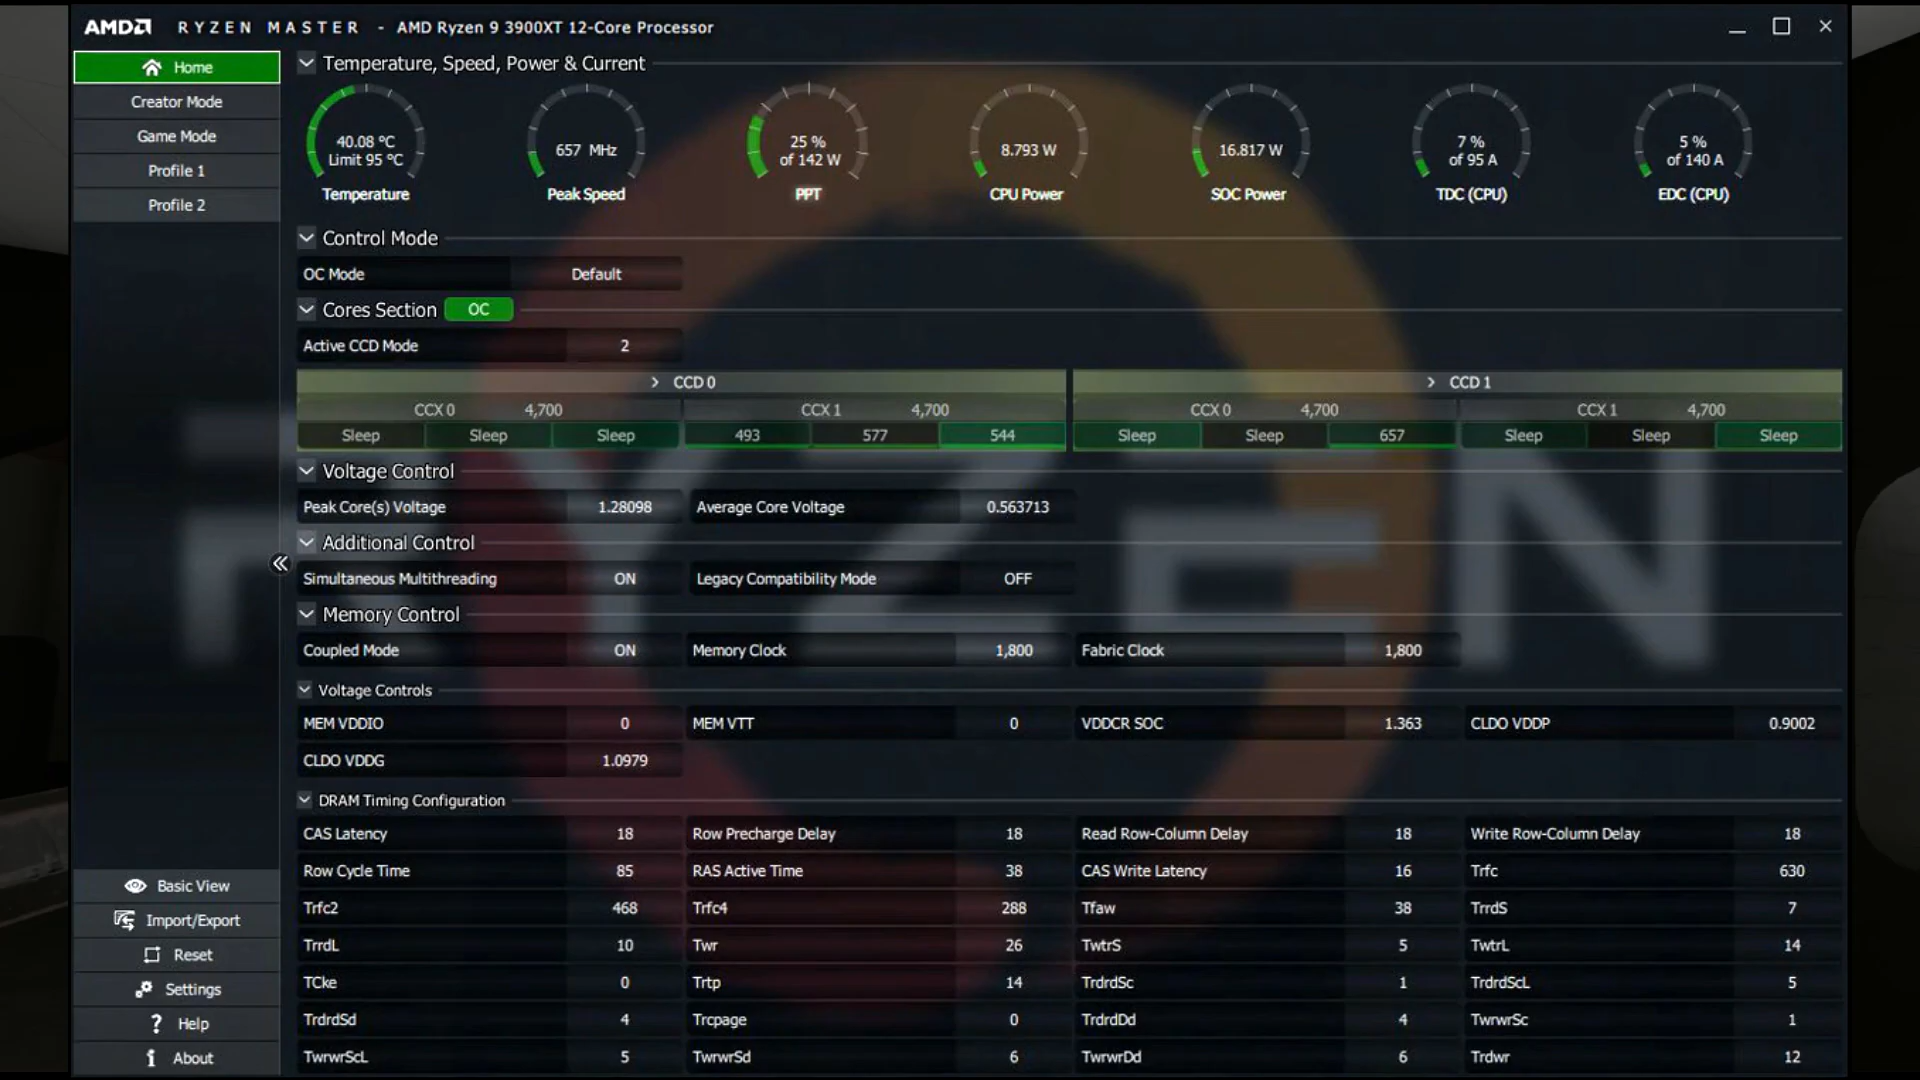 AMD RYZEN MASTER - AMD Ryzen 9 3900XT 12-Core Processor
Home
Creator Mode
Game Mode
Profile 1
Profile 2
Temperature, Speed, Power & Current
40.08 °C
Limit 95 °C
Temperature
657 MHz
Peak Speed
25 %
of 142 W
PPT
8.793 W
CPU Power
16.817 W
SOC Power
7 %
of 95 A
TDC (CPU)
5 %
of 140 A
EDC (CPU)
Control Mode
OC Mode Default
Cores Section OC
Active CCD Mode 2
CCD 0 CCD 1
CCX 0 4,700 CCX 1 4,700 CCX 0 4,700 CCX 1 4,700
Sleep Sleep Sleep 493 577 544 Sleep Sleep 657 Sleep Sleep Sleep
Voltage Control
Peak Core(s) Voltage 1.28098 Average Core Voltage 0.563713
Additional Control
Simultaneous Multithreading ON Legacy Compatibility Mode OFF
Memory Control
Coupled Mode ON Memory Clock 1,800 Fabric Clock 1,800
Voltage Controls
MEM VDDIO 0 MEM VTT 0 VDDCR SOC 1.363 CLDO VDDP 0.9002
CLDO VDDG 1.0979
DRAM Timing Configuration
CAS Latency 18 Row Precharge Delay 18 Read Row-Column Delay 18 Write Row-Column Delay 18
Row Cycle Time 85 RAS Active Time 38 CAS Write Latency 16 Trfc 630
Trfc2 468 Trfc4 288 Tfaw 38 TrrdS 7
TrrdL 10 Twr 26 TwtrS 5 TwtrL 14
TCke 0 Trtp 14 TrdrdSc 1 TrdrdScL 5
TrdrdSd 4 Trcpage 0 TrdrdDd 4 TwrwrSc 1
TwrwrScL 5 TwrwrSd 6 TwrwrDd 6 Trdwr 12
Basic View
Import/Export
Reset
Settings
? Help
i About
RYZEN